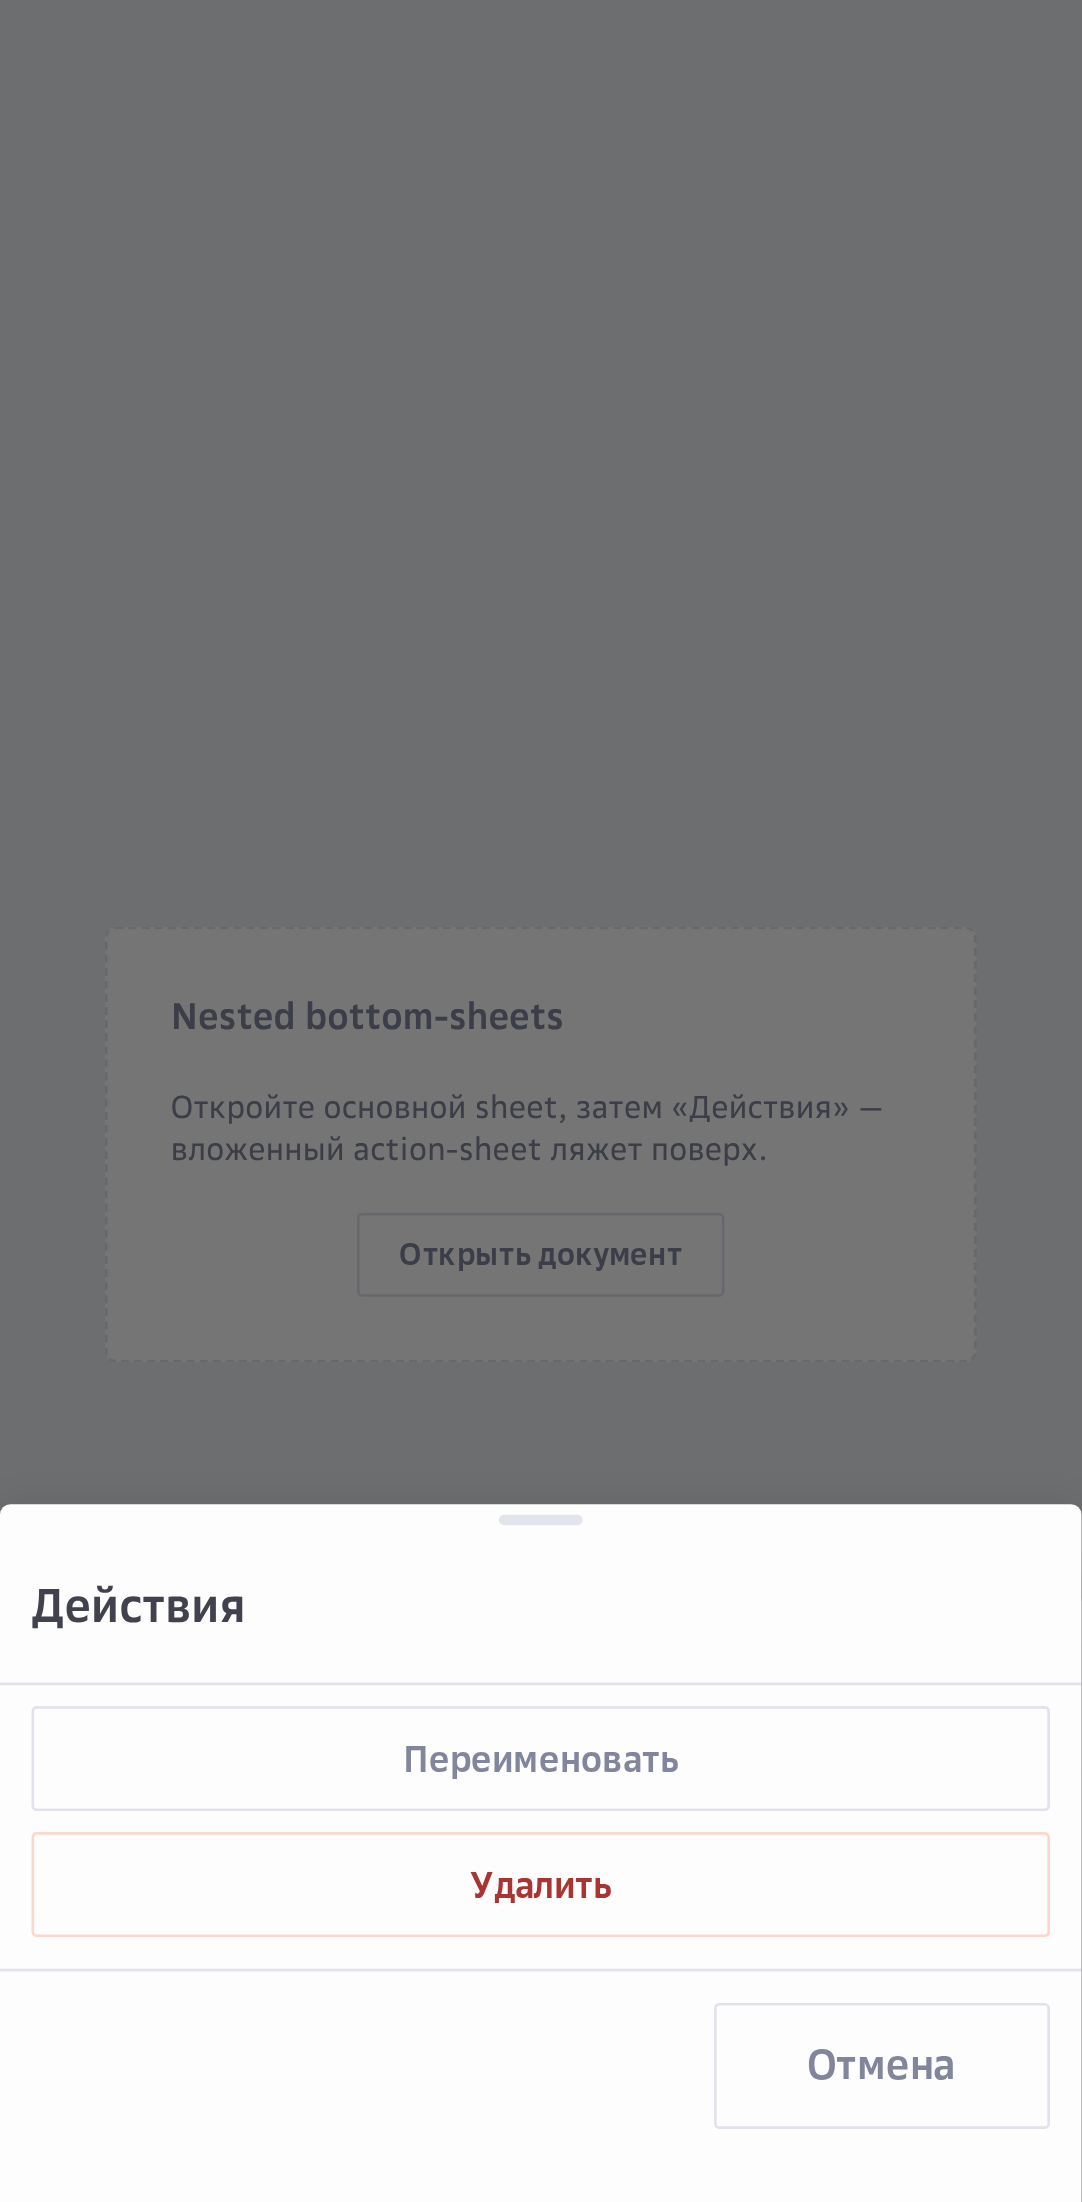 Nested bottom-sheets
Откройте основной sheet, затем «Действия» —
вложенный action-sheet ляжет поверх.
Открыть документ
Действия
Переименовать
Удалить
Отмена